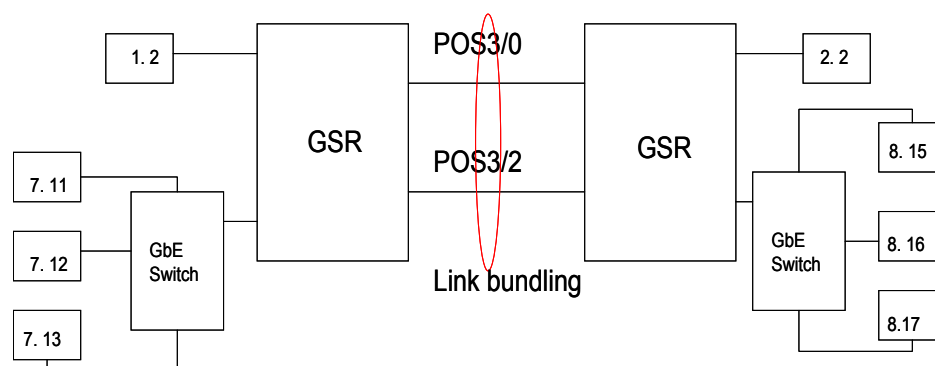 POS3/0
1. 2
2. 2
GSR
GSR
8. 15
POS3/2
7. 11
GbE
Switch
GbE
Switch
8. 16
7. 12
Link bundling
7. 13
8.17